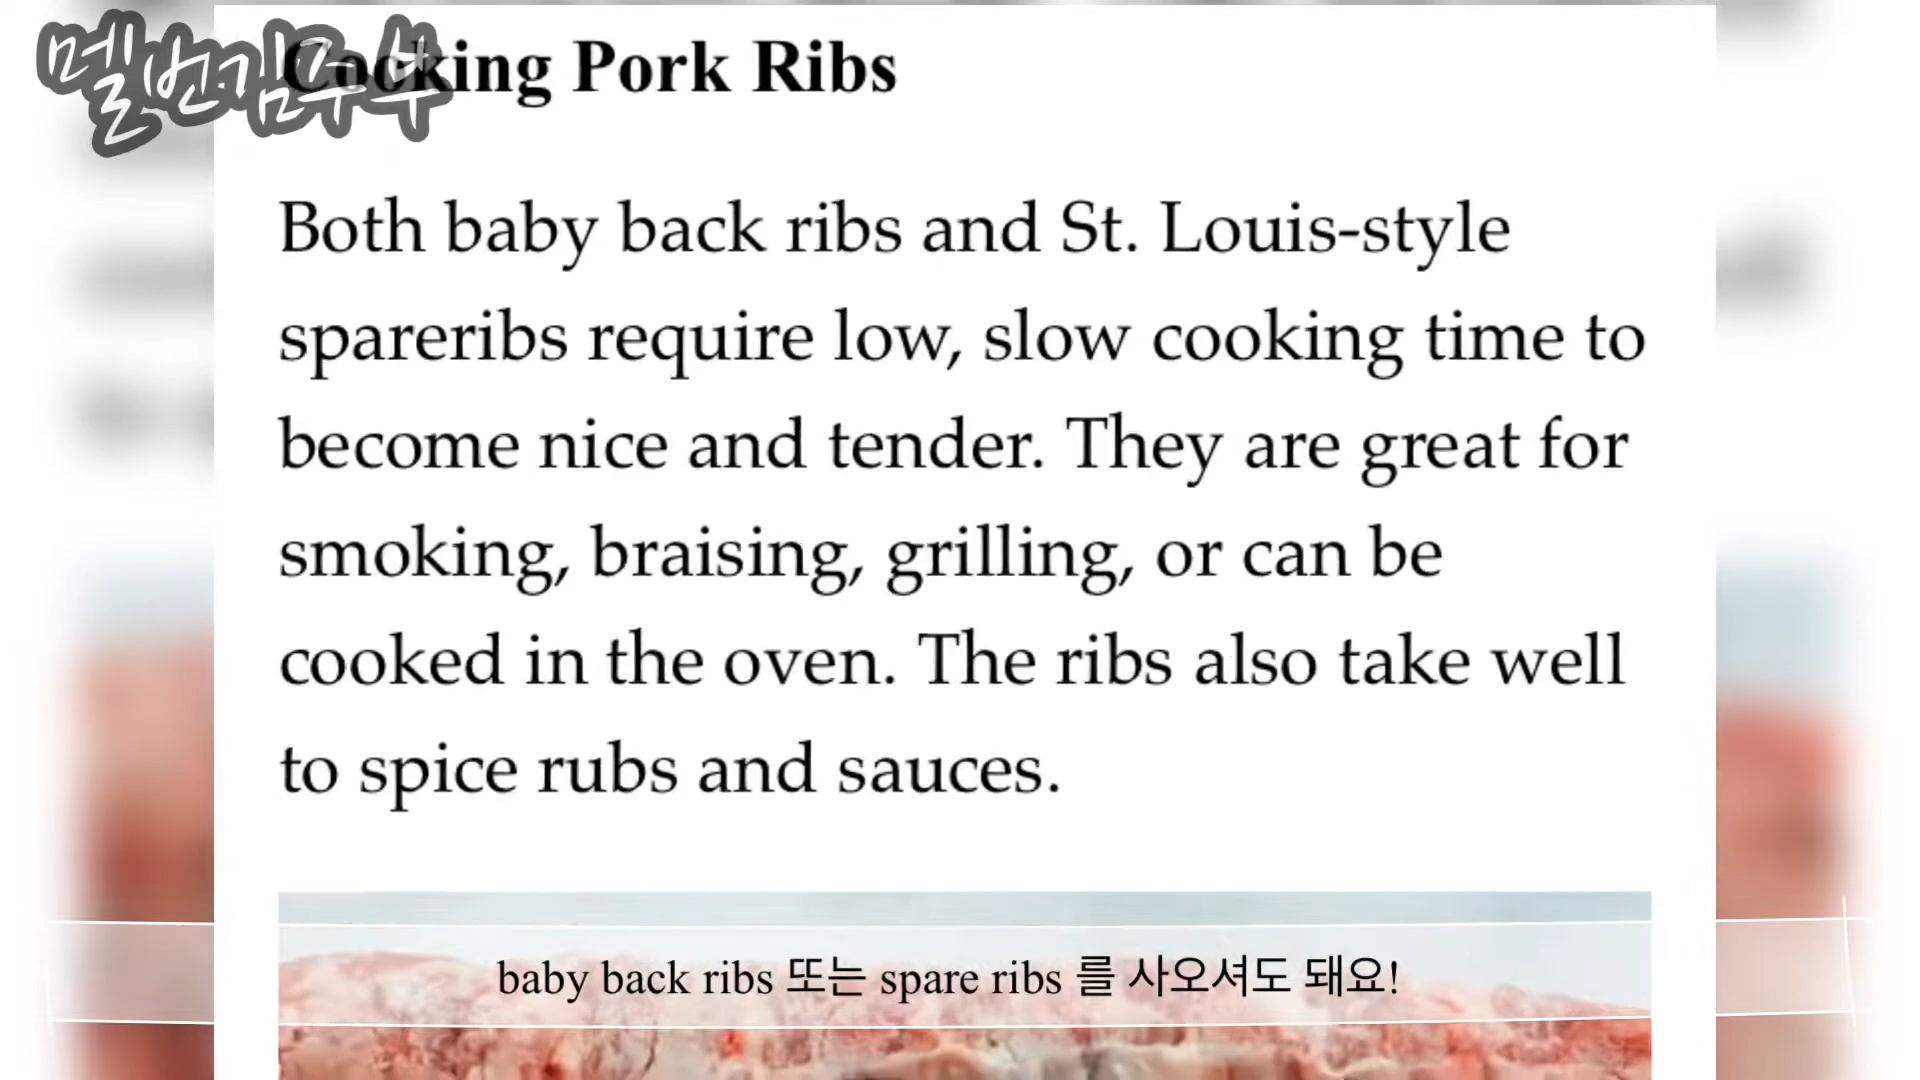 멜번김주부
Cooking Pork Ribs
Both baby back ribs and St. Louis-style
spareribs require low, slow cooking time to
become nice and tender. They are great for
smoking, braising, grilling, or can be
cooked in the oven. The ribs also take well
to spice rubs and sauces.
baby back ribs 또는 spare ribs 를 사오셔도 돼요!